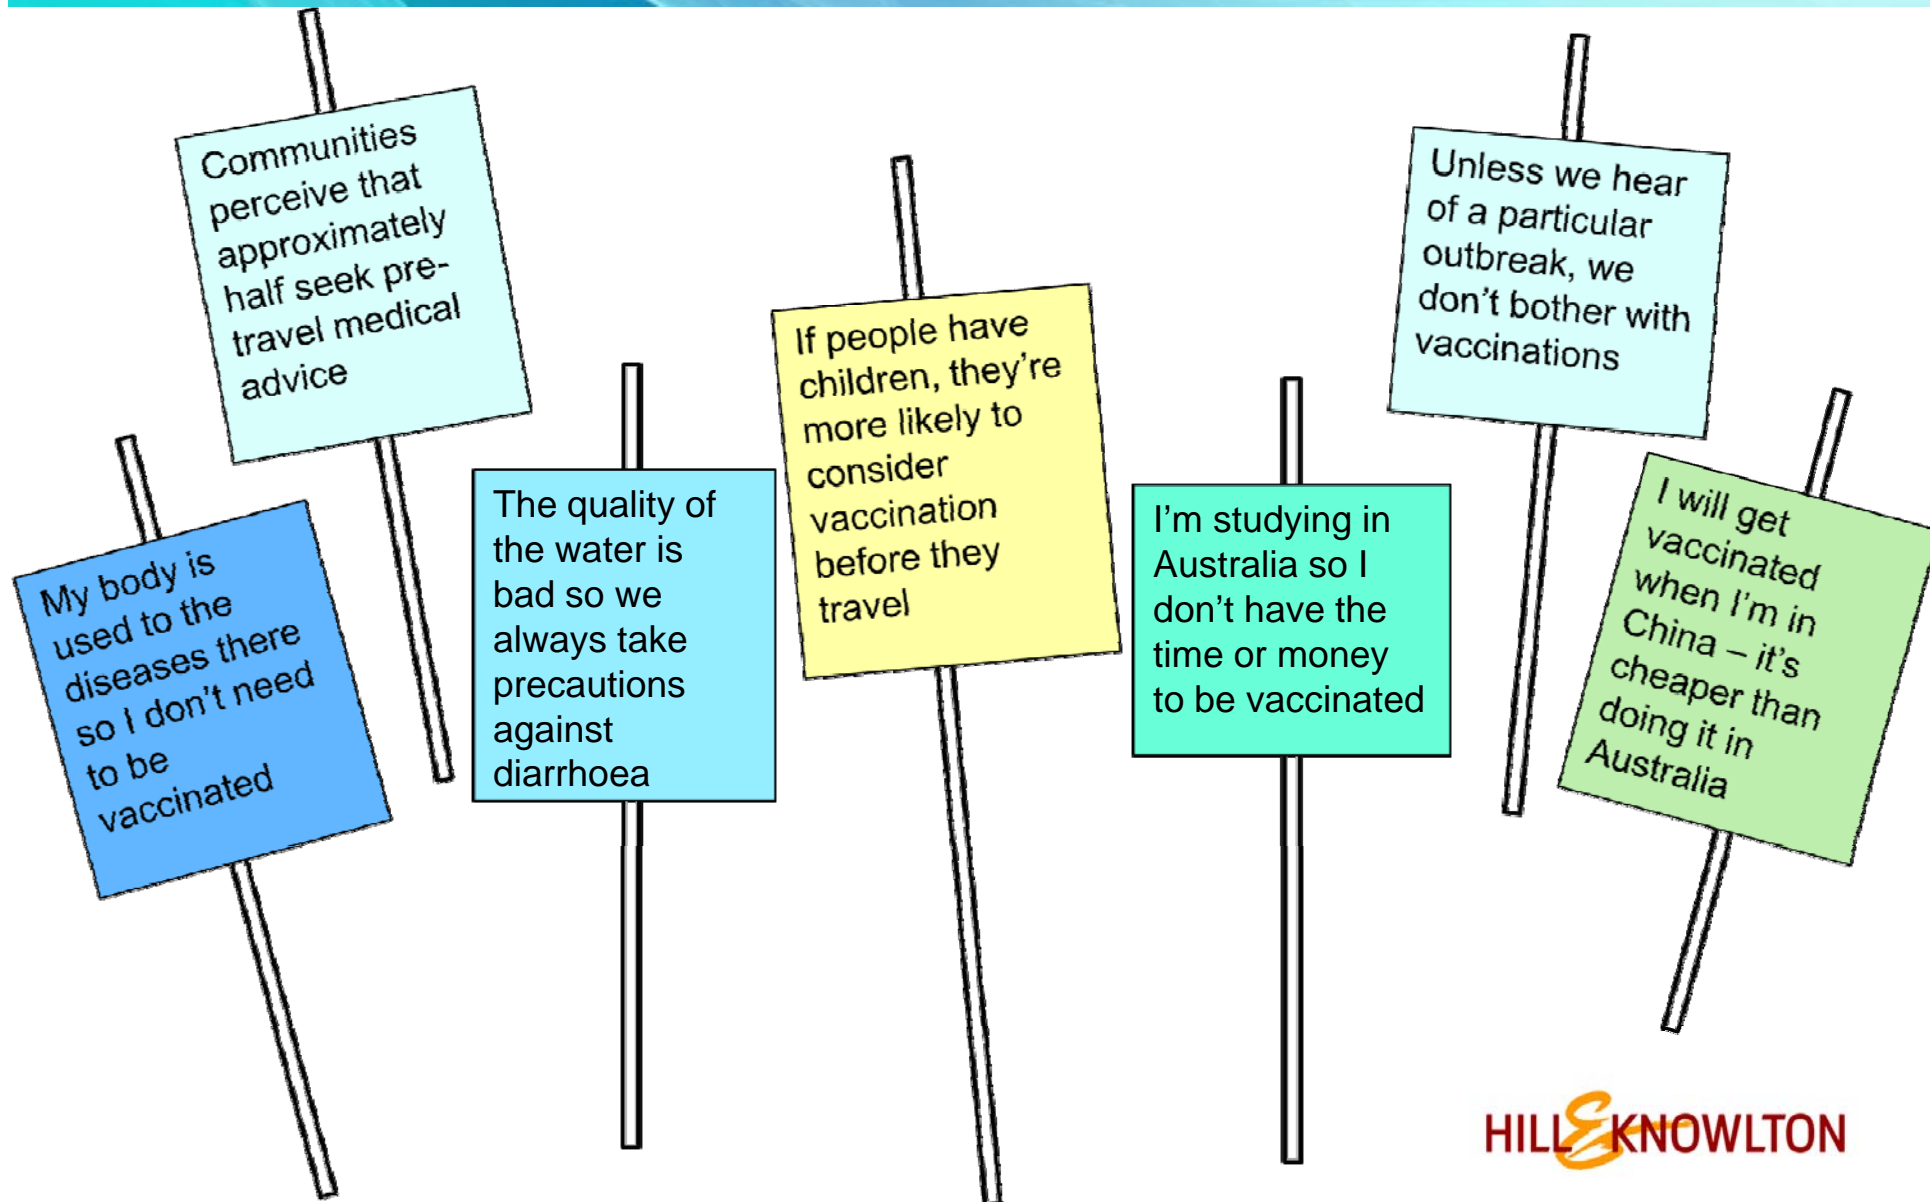 Communities
perceive that
approximately
half seek pre-
travel medical
advice
Unless we hear
of a particular
outbreak, we
don't bother with
vaccinations
If people have
children, they're
more likely to
consider
vaccination
before they
travel
My body is
used to the
diseases there
so I don't need
to be
vaccinated
The quality of
the water is
bad so we
always take
precautions
against
diarrhoea
I'm studying in
Australia so I
don't have the
time or money
to be vaccinated
I will get
vaccinated
when I'm in
China – it's
cheaper than
doing it in
Australia
HILL & KNOWLTON